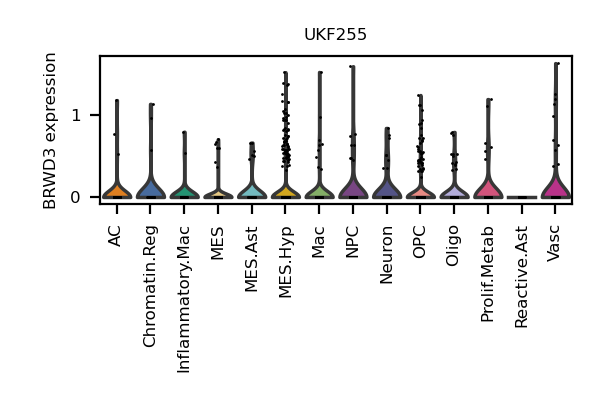 UKF255
BRWD3 expression
1
0
AC
Chromatin.Reg
Inflammatory.Mac
MES
MES.Ast
MES.Hyp
Mac
NPC
Neuron
OPC
Oligo
Prolif.Metab
Reactive.Ast
Vasc